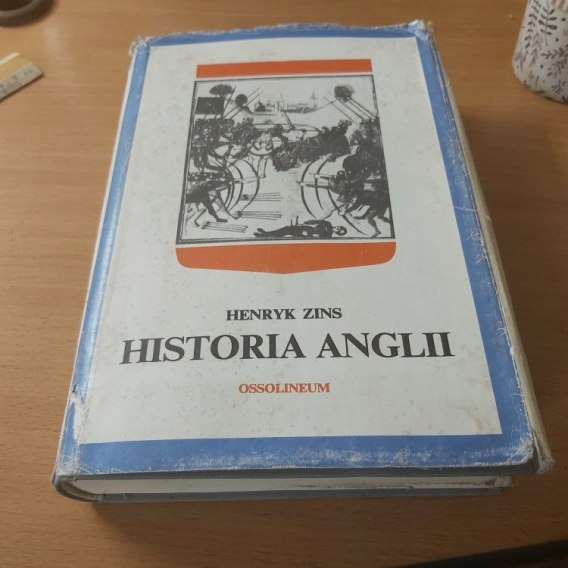 HENRYK ZINS
HISTORIA ANGLII
OSSOLINEUM